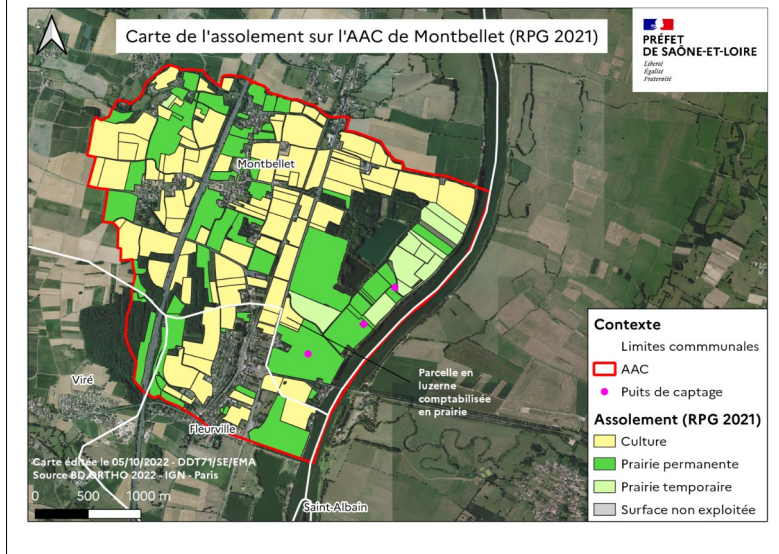 Carte de l'assolement sur l'AAC de Montbellet (RPG 2021)
PRÉFET
DE SAÔNE-ET-LOIRE
Liberté
Égalité
Fraternité
Montbellet
Viré
Fleurville
Saint-Albain
Parcelle en
luzerne
comptabilisée
en prairie
Contexte
Limites commmunales
AAC
Puits de captage
Assolement (RPG 2021)
Culture
Prairie permanente
Prairie temporaire
Surface non exploitée
Carte éditée le 05/10/2022 - DDT71/SE/EMA
Source BD ORTHO 2022 - IGN - Paris
0 500 1000 m